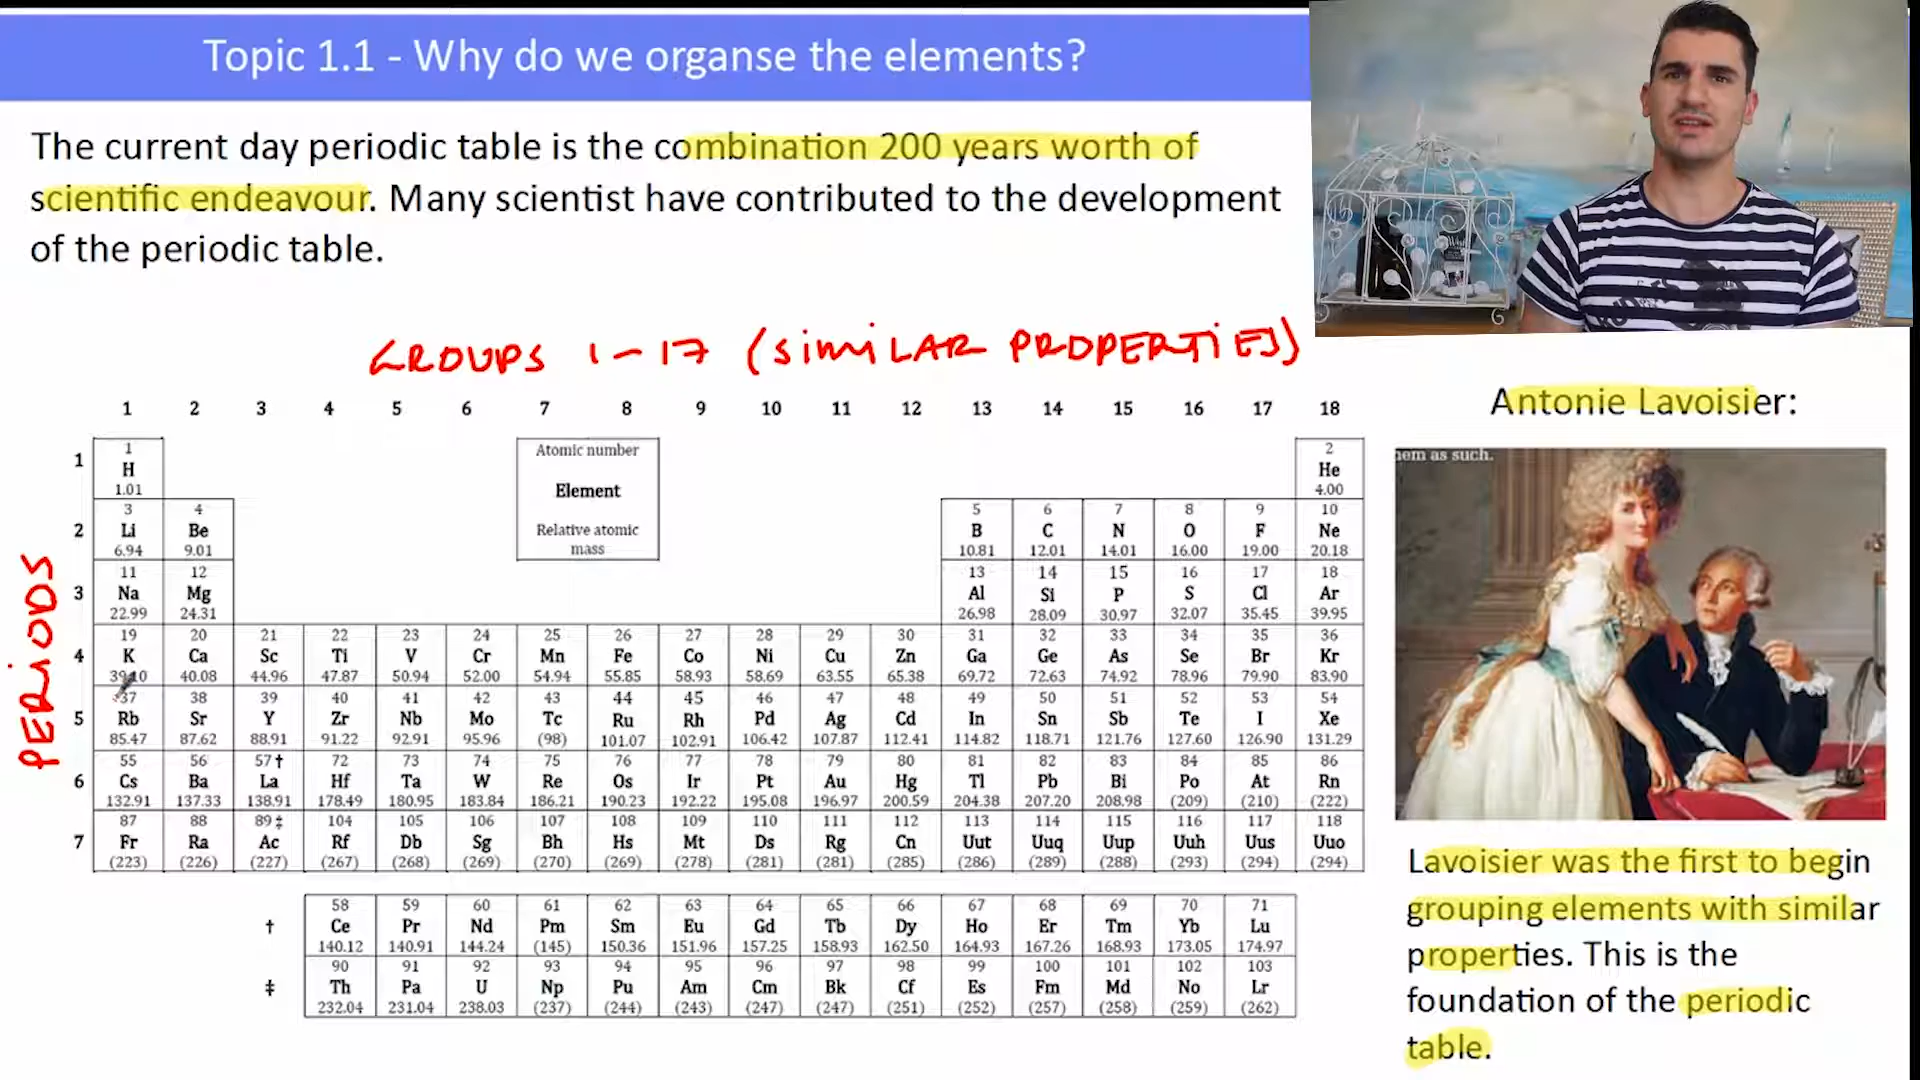 Topic 1.1 - Why do we organse the elements?
The current day periodic table is the combination 200 years worth of
scientific endeavour. Many scientist have contributed to the development
of the periodic table.
GROUPS 1-17 (SiMiLAR PROPERTiES)
1 2 3 4 5 6 7 8 9 10 11 12 13 14 15 16 17 18
PERiODS
1
1 2
H He
1.01 4.00
Atomic number
Element
Relative atomic
mass
2
3 4 5 6 7 8 9 10
Li Be B C N O F Ne
6.94 9.01 10.81 12.01 14.01 16.00 19.00 20.18
3
11 12 13 14 15 16 17 18
Na Mg Al Si P S Cl Ar
22.99 24.31 26.98 28.09 30.97 32.07 35.45 39.95
4
19 20 21 22 23 24 25 26 27 28 29 30 31 32 33 34 35 36
K Ca Sc Ti V Cr Mn Fe Co Ni Cu Zn Ga Ge As Se Br Kr
39.10 40.08 44.96 47.87 50.94 52.00 54.94 55.85 58.93 58.69 63.55 65.38 69.72 72.63 74.92 78.96 79.90 83.90
5
37 38 39 40 41 42 43 44 45 46 47 48 49 50 51 52 53 54
Rb Sr Y Zr Nb Mo Tc Ru Rh Pd Ag Cd In Sn Sb Te I Xe
85.47 87.62 88.91 91.22 92.91 95.96 (98) 101.07 102.91 106.42 107.87 112.41 114.82 118.71 121.76 127.60 126.90 131.29
6
55 56 57† 72 73 74 75 76 77 78 79 80 81 82 83 84 85 86
Cs Ba La Hf Ta W Re Os Ir Pt Au Hg Tl Pb Bi Po At Rn
132.91 137.33 138.91 178.49 180.95 183.84 186.21 190.23 192.22 195.08 196.97 200.59 204.38 207.20 208.98 (209) (210) (222)
7
87 88 89‡ 104 105 106 107 108 109 110 111 112 113 114 115 116 117 118
Fr Ra Ac Rf Db Sg Bh Hs Mt Ds Rg Cn Uut Uuq Uup Uuh Uus Uuo
(223) (226) (227) (267) (268) (269) (270) (269) (278) (281) (281) (285) (286) (289) (288) (293) (294) (294)
†
58 59 60 61 62 63 64 65 66 67 68 69 70 71
Ce Pr Nd Pm Sm Eu Gd Tb Dy Ho Er Tm Yb Lu
140.12 140.91 144.24 (145) 150.36 151.96 157.25 158.93 162.50 164.93 167.26 168.93 173.05 174.97
‡
90 91 92 93 94 95 96 97 98 99 100 101 102 103
Th Pa U Np Pu Am Cm Bk Cf Es Fm Md No Lr
232.04 231.04 238.03 (237) (244) (243) (247) (247) (251) (252) (257) (258) (259) (262)
Antonie Lavoisier:
hem as such.
Lavoisier was the first to begin
grouping elements with similar
properties. This is the
foundation of the periodic
table.